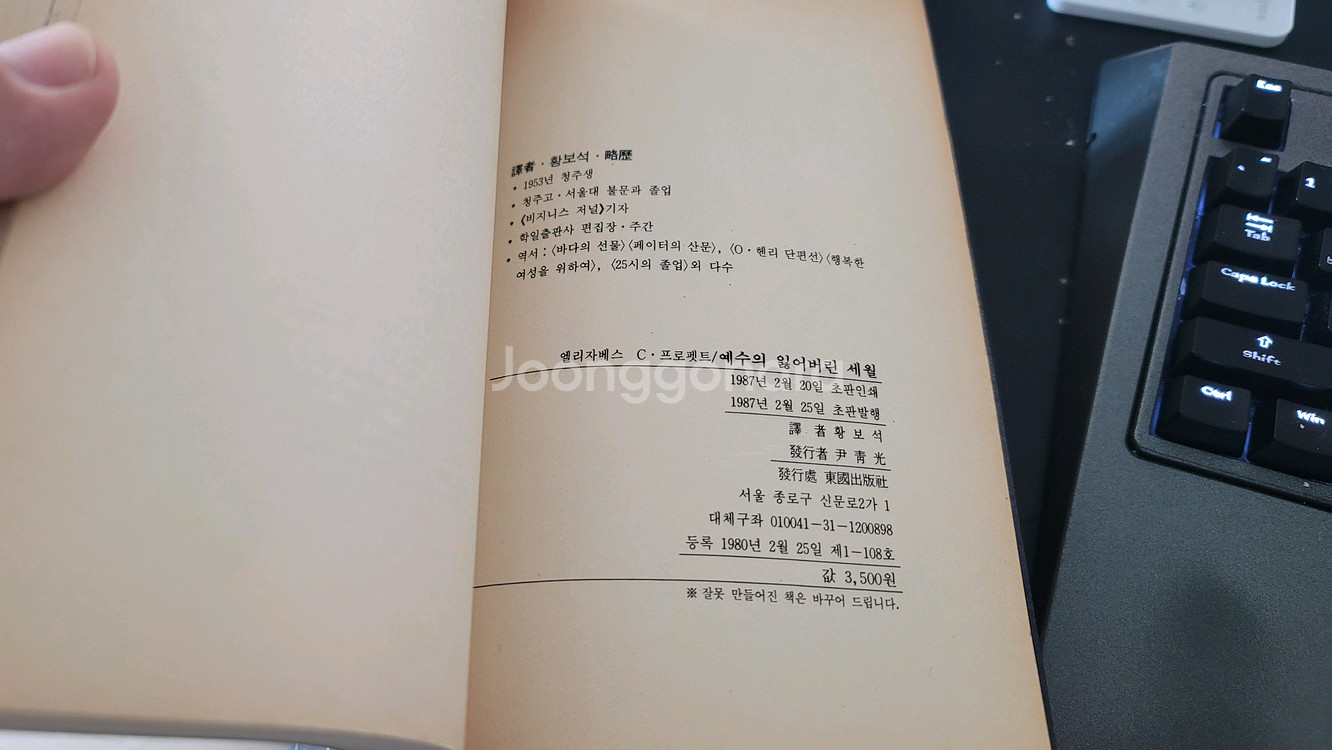 譯者·황보석·略歷
• 1953년 청주생
• 청주고·서울대 불문과 졸업
• 《비지니스 저널》기자
• 학일출판사 편집장·주간
• 역서 : 〈바다의 선물〉〈페이터의 산문〉, 〈O·헨리 단편선〉〈행복한
여성을 위하여〉, 〈25시의 졸업〉외 다수
엘리자베스 C·프로펫트/예수의 잃어버린 세월
1987년 2월 20일 초판인쇄
1987년 2월 25일 초판발행
譯 者 황 보 석
發行者 尹 靑 光
發行處 東國出版社
서울 종로구 신문로2가 1
대체구좌 010041-31-1200898
등록 1980년 2월 25일 제1-108호
값 3,500원
※ 잘못 만들어진 책은 바꾸어 드립니다.
Esc
1
Tab
Caps Lock
Shift
Ctrl
Win